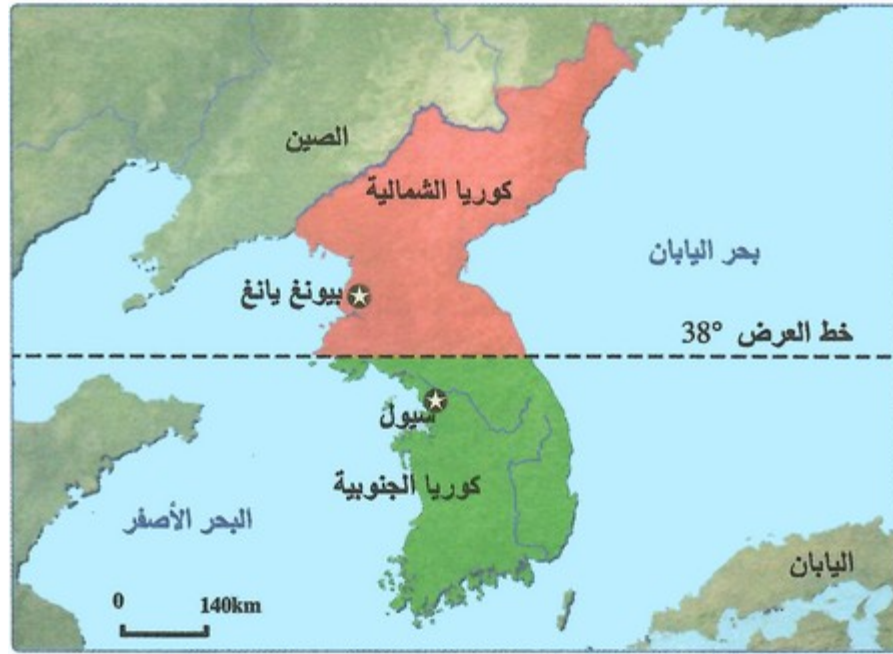 الصين
كوريا الشمالية
بحر اليابان
بيونغ يانغ
خط العرض °38
سيول
كوريا الجنوبية
البحر الأصفر
اليابان
0 140km